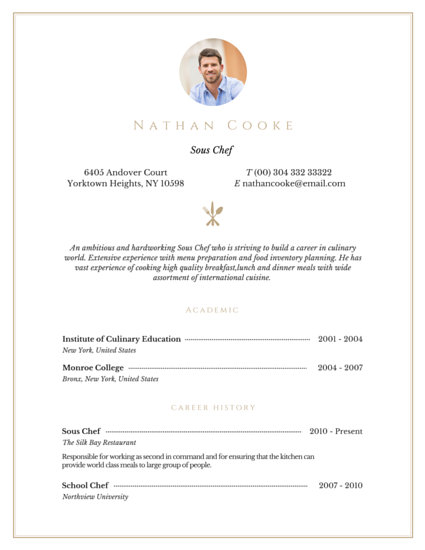 Nathan Cooke
Sous Chef
6405 Andover Court
Yorktown Heights, NY 10598
T (00) 304 332 33322
E nathancooke@email.com
An ambitious and hardworking Sous Chef who is striving to build a career in culinary
world. Extensive experience with menu preparation and food inventory planning. He has
vast experience of cooking high quality breakfast,lunch and dinner meals with wide
assortment of international cuisine.
Academic
Institute of Culinary Education 2001 - 2004
New York, United States
Monroe College 2004 - 2007
Bronx, New York, United States
CAREER HISTORY
Sous Chef 2010 - Present
The Silk Bay Restaurant
Responsible for working as second in command and for ensuring that the kitchen can
provide world class meals to large group of people.
School Chef 2007 - 2010
Northview University